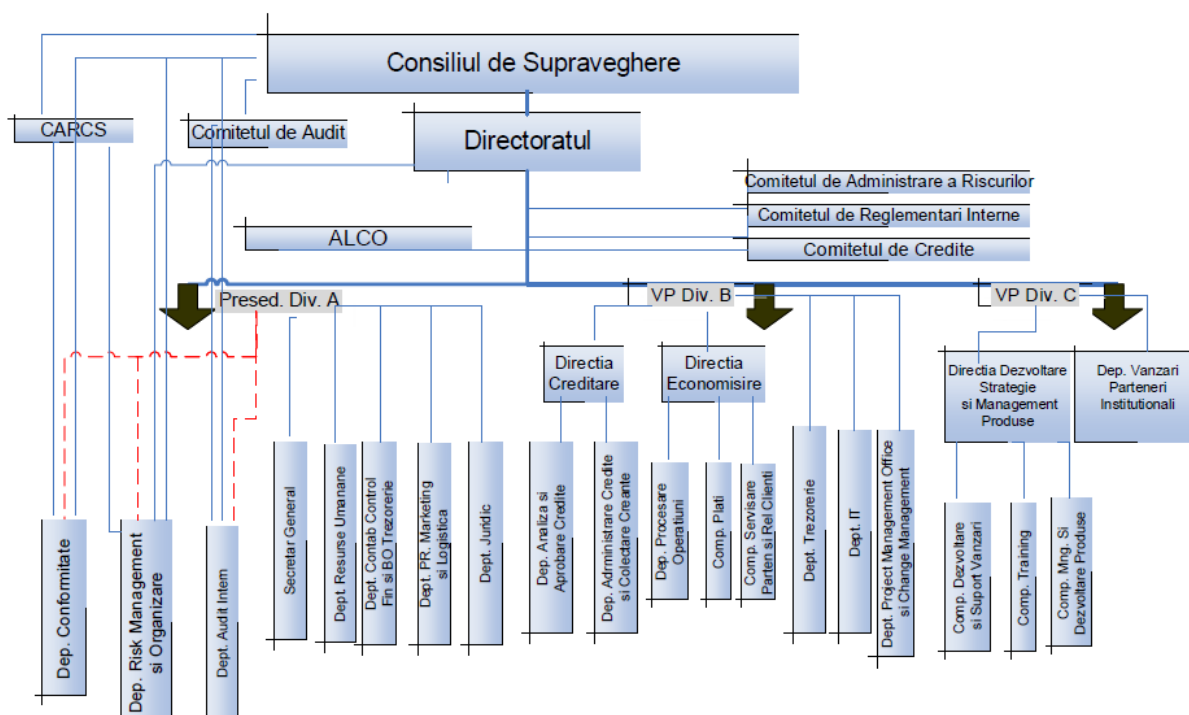 Consiliul de Supraveghere
CARCS
Comitetul de Audit
Directoratul
Comitetul de Administrare a Riscurilor
Comitetul de Reglementari Interne
ALCO
Comitetul de Credite
Presed. Div. A
VP Div. B
VP Div. C
Directia
Creditare
Directia
Economisire
Directia Dezvoltare
Strategie
si Management
Produse
Dep. Vanzari
Parteneri
Institutionali
Dep. Conformitate
Dep. Risk Management
si Organizare
Dept. Audit Intern
Secretar General
Dept. Resurse Umanane
Dept. Contab Control
Fin si BO Trezorerie
Dept. PR. Marketing
si Logistica
Dept. Juridic
Dep. Analiza si
Aprobare Credite
Dep. Admnistrare Credite
si Colectare Creante
Dep. Procesare
Operatiuni
Comp. Plati
Comp. Servisare
Parten si Rel Clienti
Dept. Trezorerie
Dept. IT
Dept. Project Management Office
si Change Management
Comp. Dezvoltare
si Suport Vanzari
Comp. Training
Comp. Mng. Si
Dezvoltare Produse